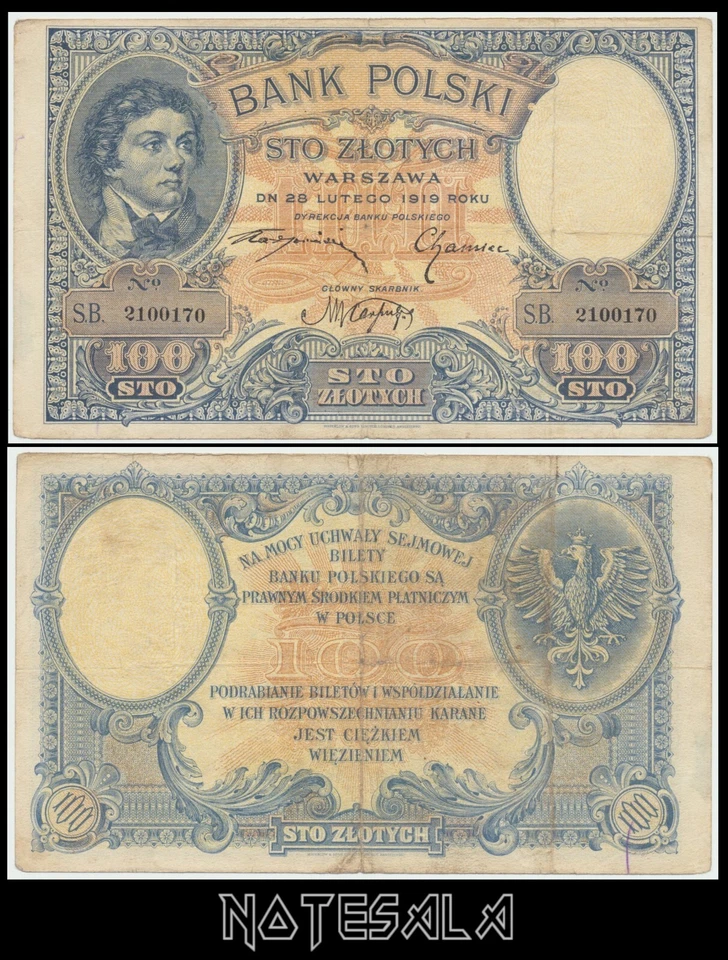 BANK POLSKI
STO ZŁOTYCH
WARSZAWA
DN 28 LUTEGO 1919 ROKU
DYREKCJA BANKU POLSKIEGO
GŁÓWNY SKARBNIK
Nº
S.B. 2100170
Nº
S.B. 2100170
100
STO
STO
ZŁOTYCH
100
STO
NA MOCY UCHWAŁY SEJMOWEJ
BILETY
BANKU POLSKIEGO SĄ
PRAWNYM ŚRODKIEM PŁATNICZYM
W POLSCE
100
PODRABIANIE BILETÓW I WSPÓŁDZIAŁANIE
W ICH ROZPOWSZECHNIANIU KARANE
JEST CIĘŻKIEM
WIĘZIENIEM
100
STO ZŁOTYCH
100
NOTESALA